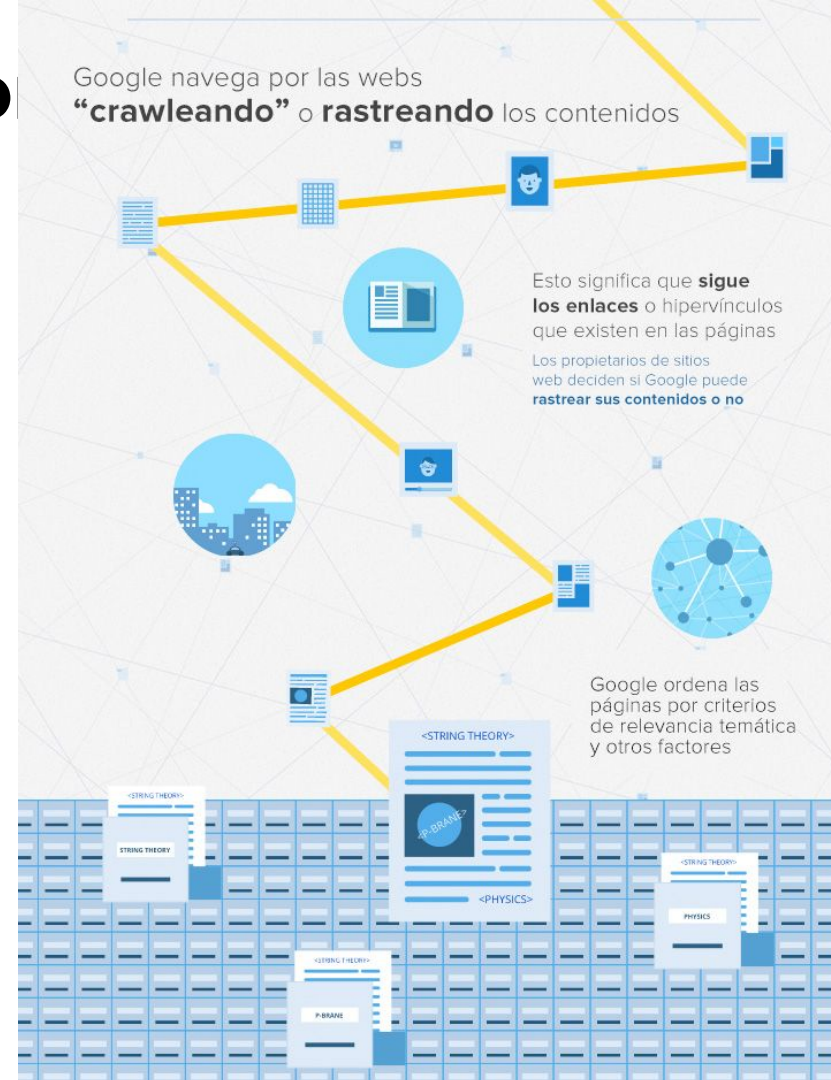 Google navega por las webs
“crawleando” o rastreando los contenidos
Esto significa que sigue
los enlaces o hipervínculos
que existen en las páginas
Los propietarios de sitios
web deciden si Google puede
rastrear sus contenidos o no
Google ordena las
páginas por criterios
de relevancia temática
y otros factores
<STRING THEORY>
<P-BRANE>
<PHYSICS>
<STRING THEORY>
STRING THEORY
<STRING THEORY>
PHYSICS
<STRING THEORY>
P-BRANE